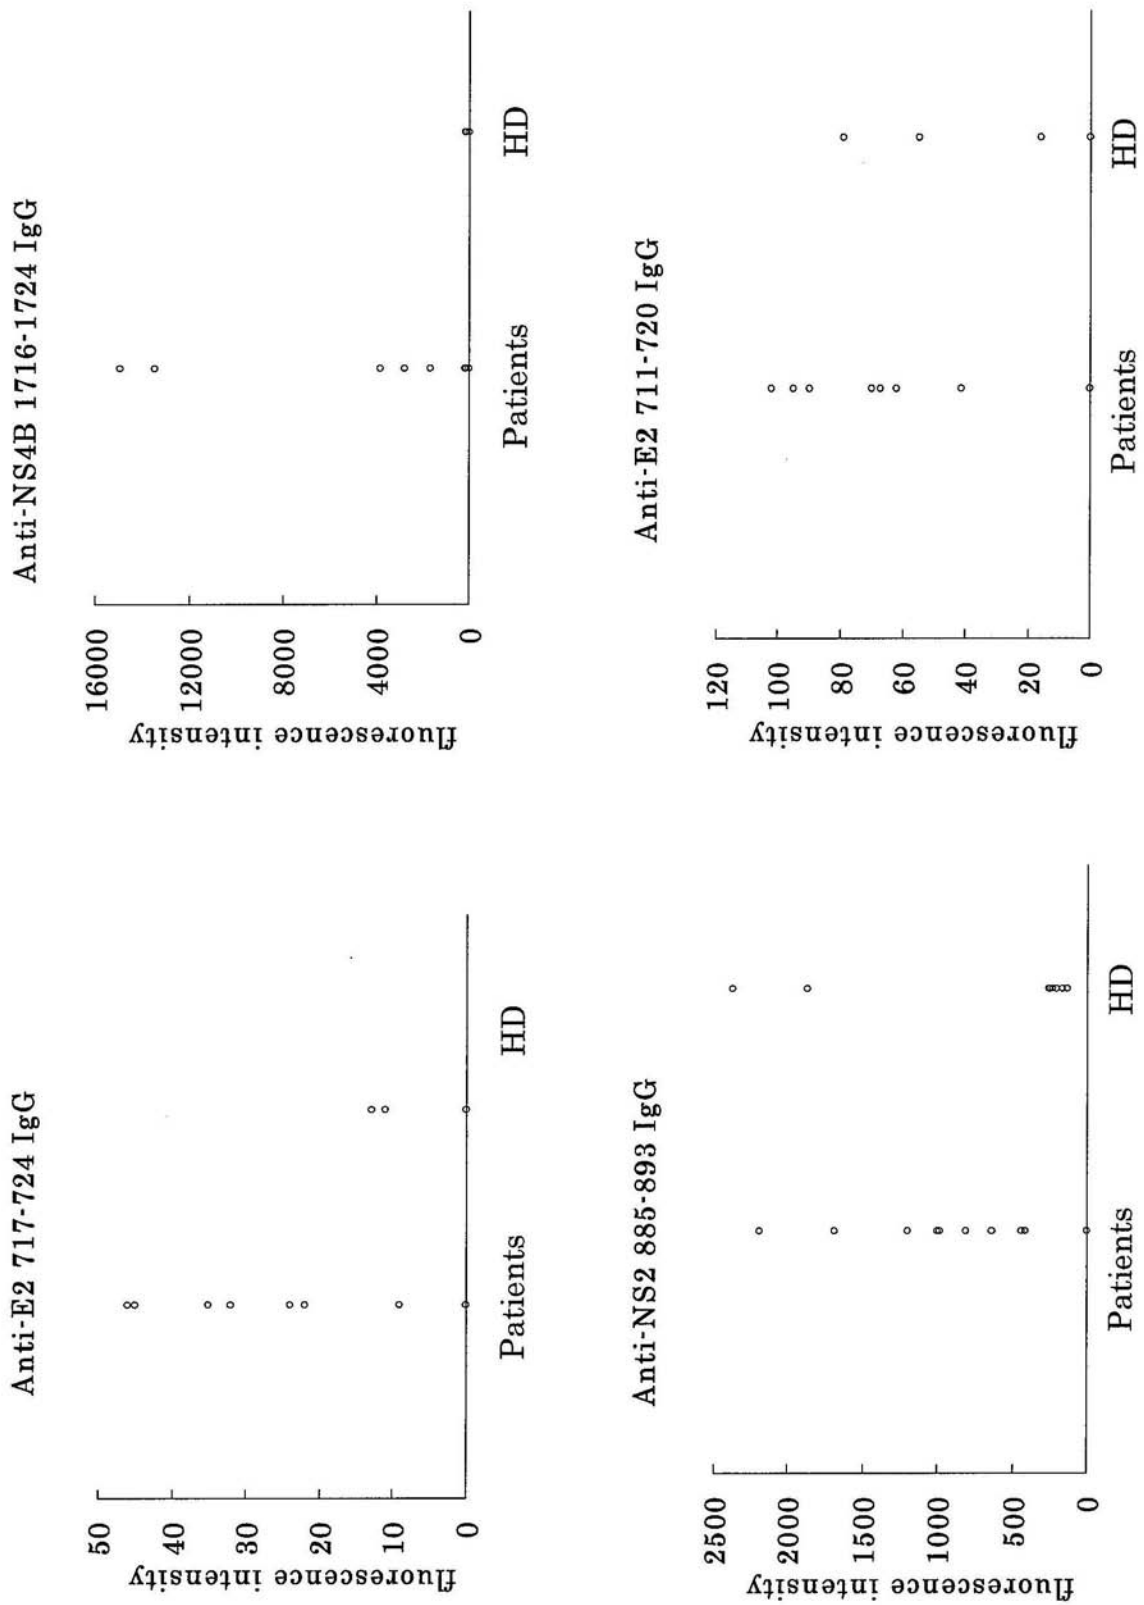 Anti-E2 717-724 IgG
fluorescence intensity
50
40
30
20
10
0
Patients
HD
Anti-NS4B 1716-1724 IgG
fluorescence intensity
16000
12000
8000
4000
0
Patients
HD
Anti-NS2 885-893 IgG
fluorescence intensity
2500
2000
1500
1000
500
0
Patients
HD
Anti-E2 711-720 IgG
fluorescence intensity
120
100
80
60
40
20
0
Patients
HD